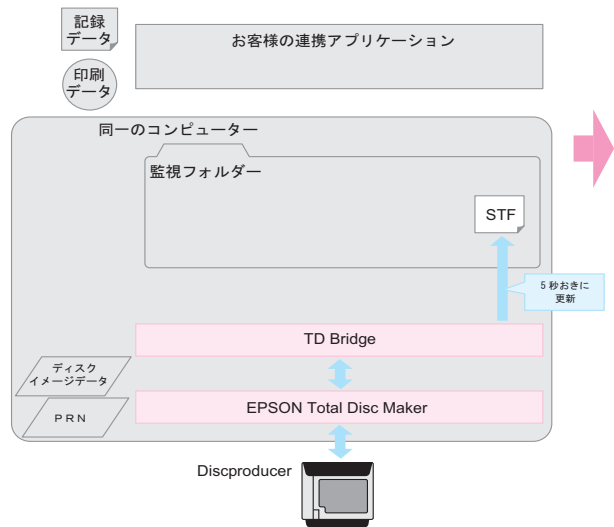 記録
データ
お客様の連携アプリケーション
印刷
データ
同一のコンピューター
監視フォルダー
STF
5 秒おきに
更新
TD Bridge
ディスク
イメージデータ
EPSON Total Disc Maker
ＰＲＮ
Discproducer